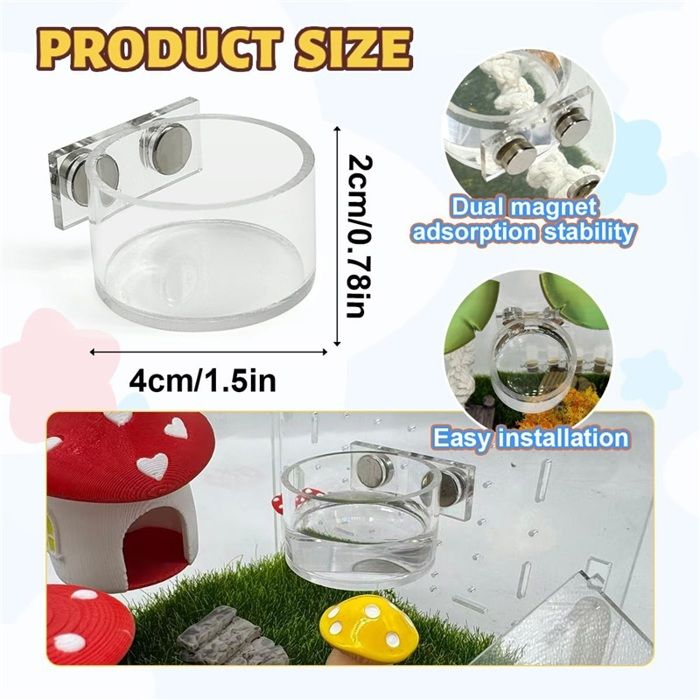 PRODUCT SIZE
2cm/0.78in
4cm/1.5in
Dual magnet
adsorption stability
Easy installation